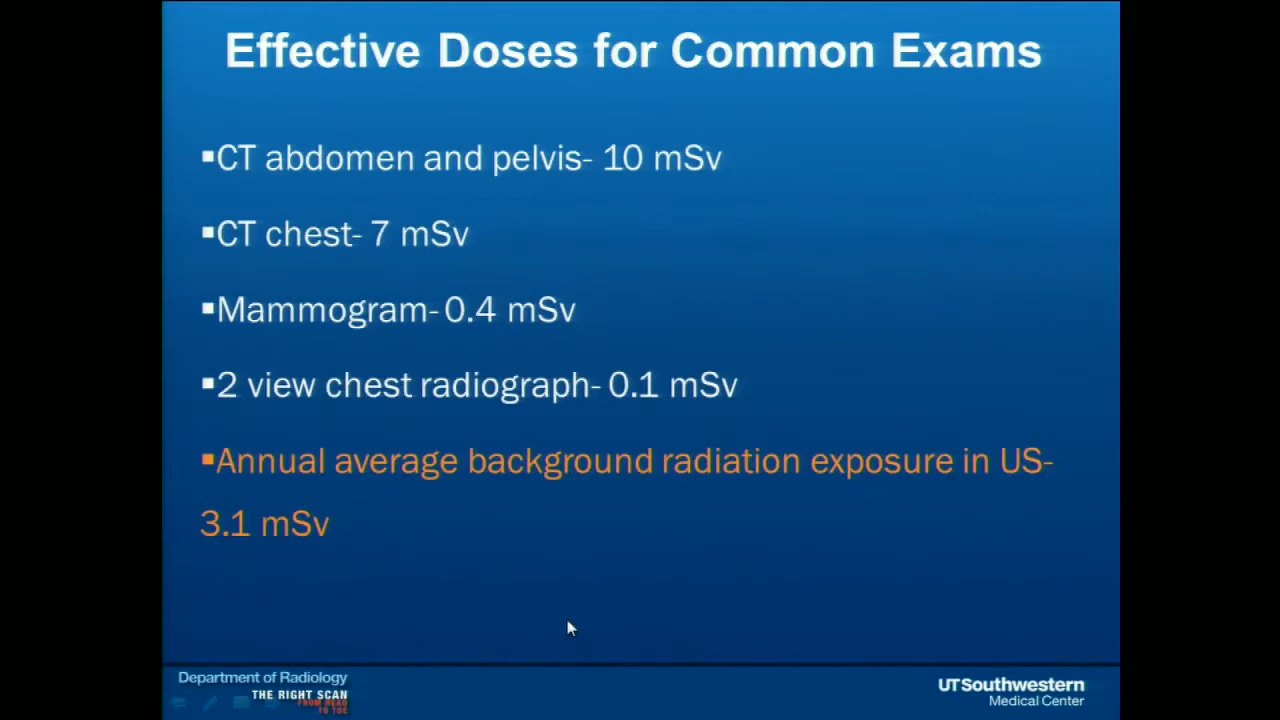 Effective Doses for Common Exams
▪CT abdomen and pelvis- 10 mSv
▪CT chest- 7 mSv
▪Mammogram- 0.4 mSv
▪2 view chest radiograph- 0.1 mSv
▪Annual average background radiation exposure in US-
3.1 mSv
Department of Radiology
THE RIGHT SCAN
FROM HEAD
TO TOE
UTSouthwestern
Medical Center